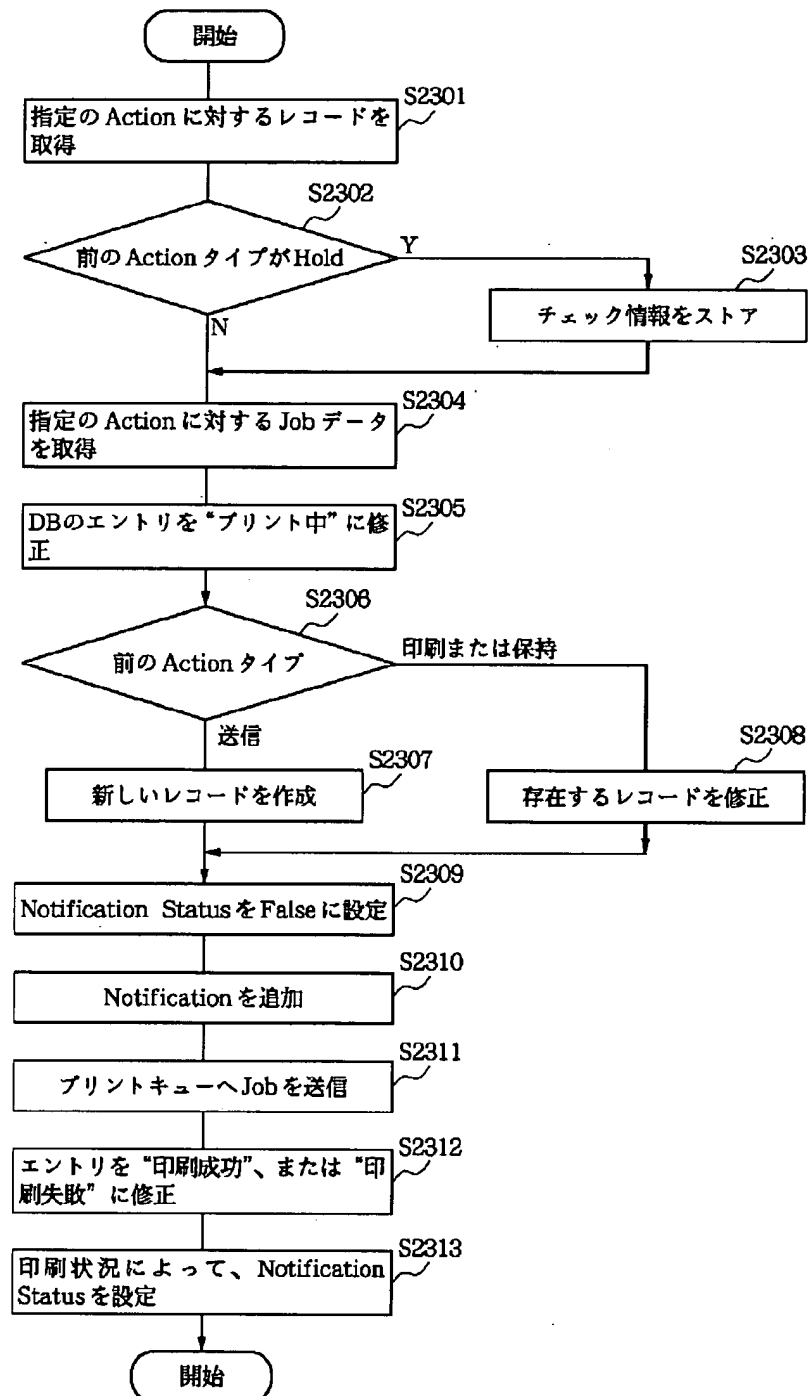 開始
S2301
指定のActionに対するレコードを
取得
S2302
前のActionタイプがHold
Y
N
S2303
チェック情報をストア
S2304
指定のActionに対するJobデータ
を取得
S2305
DBのエントリを“プリント中”に修
正
S2306
前のActionタイプ
印刷または保持
送信
S2307
新しいレコードを作成
S2308
存在するレコードを修正
S2309
Notification StatusをFalseに設定
S2310
Notificationを追加
S2311
プリントキューへJobを送信
S2312
エントリを“印刷成功”、または“印
刷失敗”に修正
S2313
印刷状況によって、Notification
Statusを設定
開始